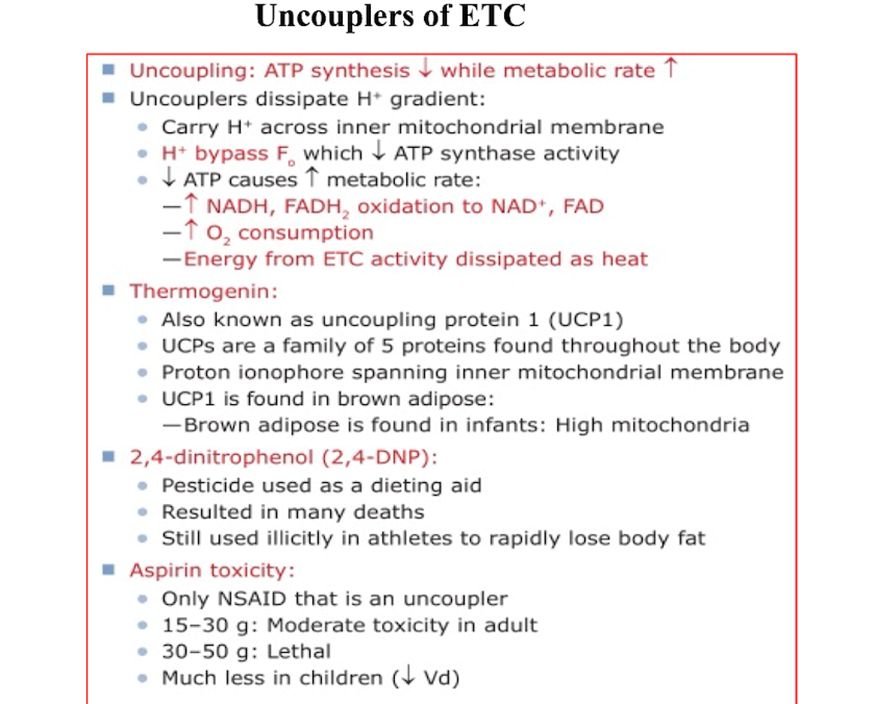 Uncouplers of ETC
■ Uncoupling: ATP synthesis ↓ while metabolic rate ↑
■ Uncouplers dissipate H⁺ gradient:
• Carry H⁺ across inner mitochondrial membrane
• H⁺ bypass Fₒ which ↓ ATP synthase activity
• ↓ ATP causes ↑ metabolic rate:
—↑ NADH, FADH₂ oxidation to NAD⁺, FAD
—↑ O₂ consumption
—Energy from ETC activity dissipated as heat
■ Thermogenin:
• Also known as uncoupling protein 1 (UCP1)
• UCPs are a family of 5 proteins found throughout the body
• Proton ionophore spanning inner mitochondrial membrane
• UCP1 is found in brown adipose:
—Brown adipose is found in infants: High mitochondria
■ 2,4-dinitrophenol (2,4-DNP):
• Pesticide used as a dieting aid
• Resulted in many deaths
• Still used illicitly in athletes to rapidly lose body fat
■ Aspirin toxicity:
• Only NSAID that is an uncoupler
• 15–30 g: Moderate toxicity in adult
• 30–50 g: Lethal
• Much less in children (↓ Vd)